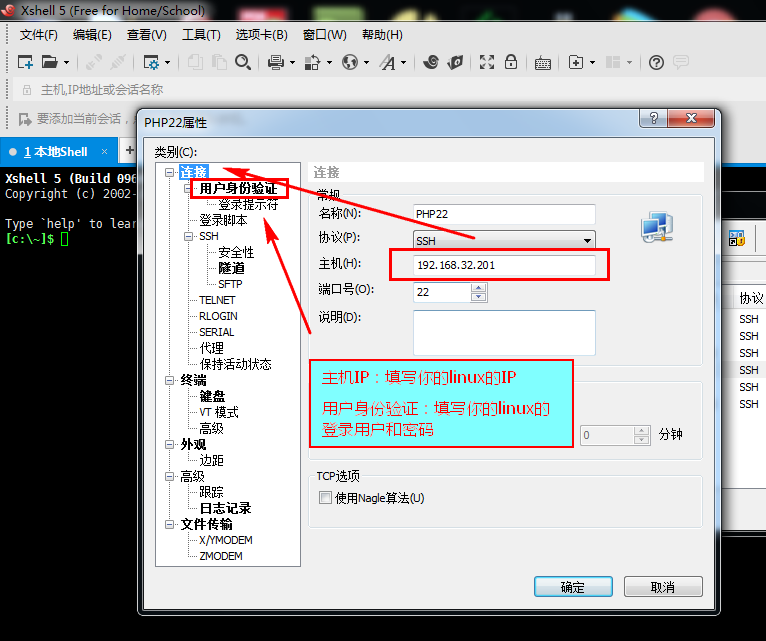 Xshell 5 (Free for Home/School)
文件(F) 编辑(E) 查看(V) 工具(T) 选项卡(B) 窗口(W) 帮助(H)
主机,IP地址或会话名称
要添加当前会话，
1 本地Shell
Xshell 5 (Build 096
Copyright (c) 2002-
Type `help' to lear
[c:\~]$
PHP22属性
类别(C):
连接
用户身份验证
登录提示符
登录脚本
SSH
安全性
隧道
SFTP
TELNET
RLOGIN
SERIAL
代理
保持活动状态
终端
键盘
VT 模式
高级
外观
边距
高级
跟踪
日志记录
文件传输
X/YMODEM
ZMODEM
连接
常规
名称(N): PHP22
协议(P): SSH
主机(H): 192.168.32.201
端口号(O): 22
说明(D):
主机IP：填写你的linux的IP
用户身份验证：填写你的linux的
登录用户和密码
0 分钟
TCP选项
使用Nagle算法(U)
确定 取消
协议
SSH
SSH
SSH
SSH
SSH
SSH